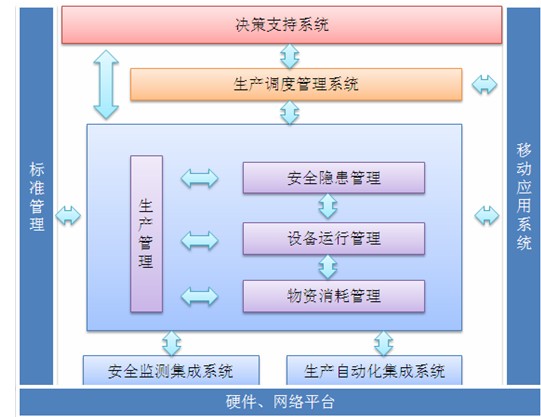 决策支持系统
生产调度管理系统
标准管理
移动应用系统
生产管理
安全隐患管理
设备运行管理
物资消耗管理
安全监测集成系统
生产自动化集成系统
硬件、网络平台